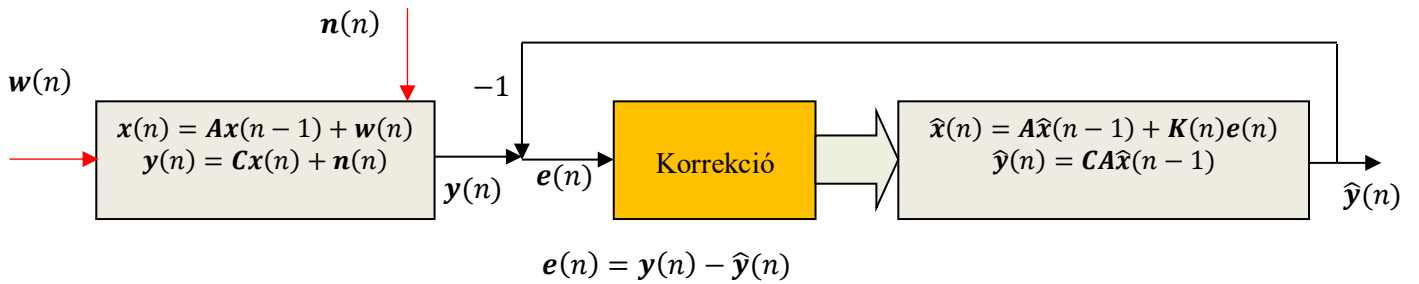 𝒏(𝑛)
𝒘(𝑛)
−1
𝒙(𝑛) = 𝑨𝒙(𝑛 − 1) + 𝒘(𝑛)
𝒚(𝑛) = 𝑪𝒙(𝑛) + 𝒏(𝑛)
𝒚(𝑛)
𝒆(𝑛)
Korrekció
𝒙̂(𝑛) = 𝑨𝒙̂(𝑛 − 1) + 𝑲(𝑛)𝒆(𝑛)
𝒚̂(𝑛) = 𝑪𝑨𝒙̂(𝑛 − 1)
𝒚̂(𝑛)
𝒆(𝑛) = 𝒚(𝑛) − 𝒚̂(𝑛)